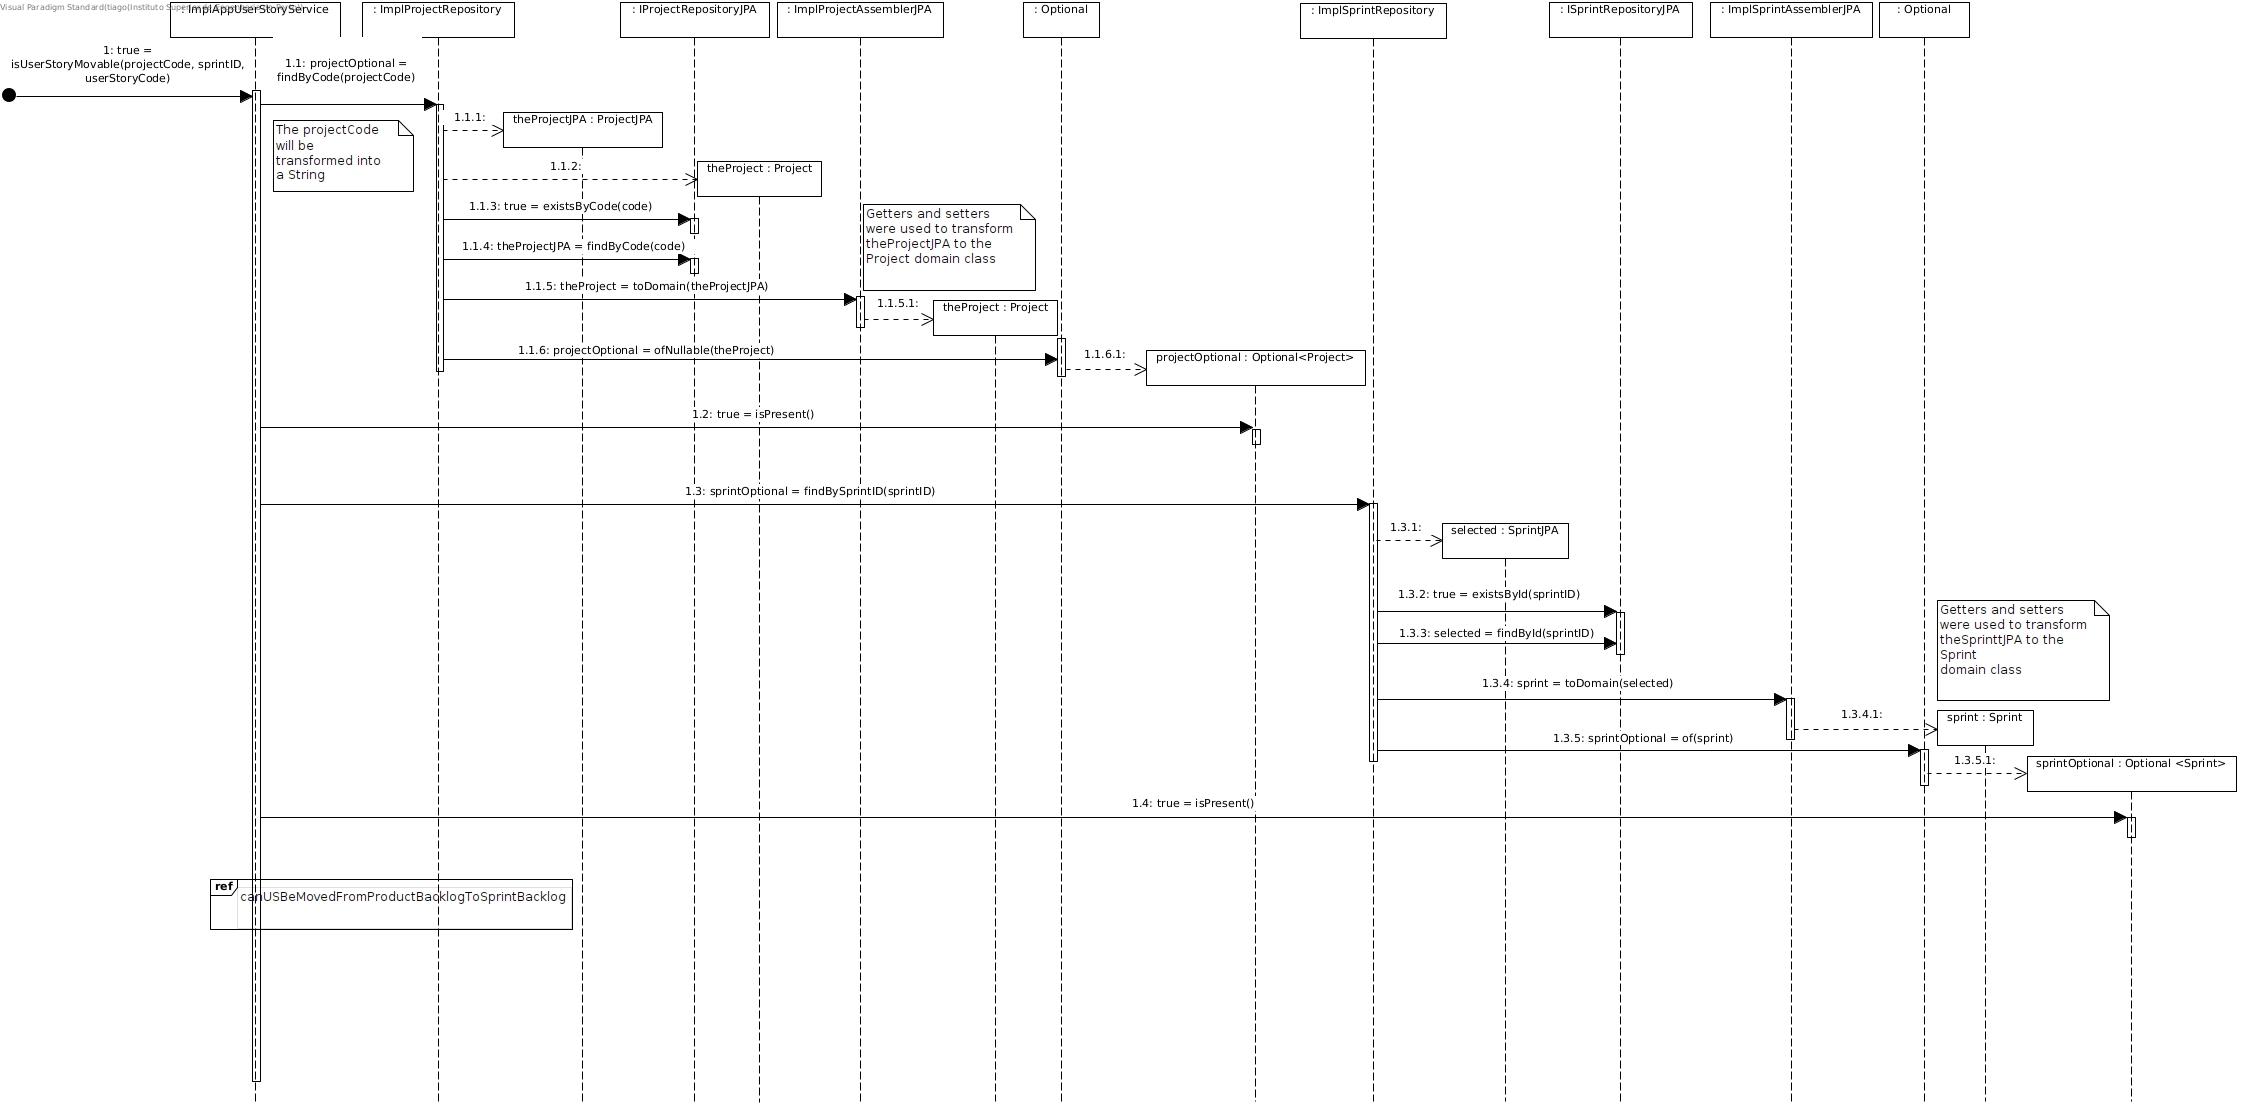 Visual Paradigm Standard(tiago(Instituto Super
: ImplAppUserStoryService
: ImplProjectRepository
: IProjectRepositoryJPA
: ImplProjectAssemblerJPA
: Optional
: ImplSprintRepository
: ISprintRepositoryJPA
: ImplSprintAssemblerJPA
: Optional
1: true =
isUserStoryMovable(projectCode, sprintID,
userStoryCode)
1.1: projectOptional =
findByCode(projectCode)
The projectCode
will be
transformed into
a String
1.1.1:
theProjectJPA : ProjectJPA
1.1.2:
theProject : Project
1.1.3: true = existsByCode(code)
Getters and setters
were used to transform
theProjectJPA to the
Project domain class
1.1.4: theProjectJPA = findByCode(code)
1.1.5: theProject = toDomain(theProjectJPA)
1.1.5.1:
theProject : Project
1.1.6: projectOptional = ofNullable(theProject)
1.1.6.1:
projectOptional : Optional<Project>
1.2: true = isPresent()
1.3: sprintOptional = findBySprintID(sprintID)
1.3.1:
selected : SprintJPA
1.3.2: true = existsById(sprintID)
1.3.3: selected = findById(sprintID)
Getters and setters
were used to transform
theSprinttJPA to the
Sprint
domain class
1.3.4: sprint = toDomain(selected)
1.3.4.1:
sprint : Sprint
1.3.5: sprintOptional = of(sprint)
1.3.5.1:
sprintOptional : Optional <Sprint>
1.4: true = isPresent()
ref
canUSBeMovedFromProductBacklogToSprintBacklog